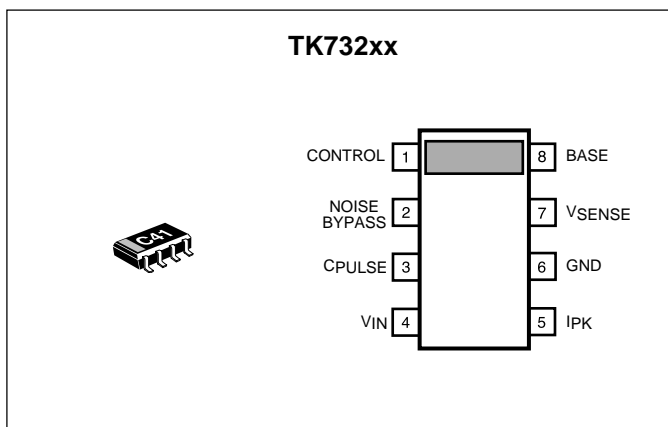 TK732xx
CONTROL 1
8 BASE
NOISE
BYPASS 2
7 VSENSE
CPULSE 3
6 GND
VIN 4
5 IPK
C41